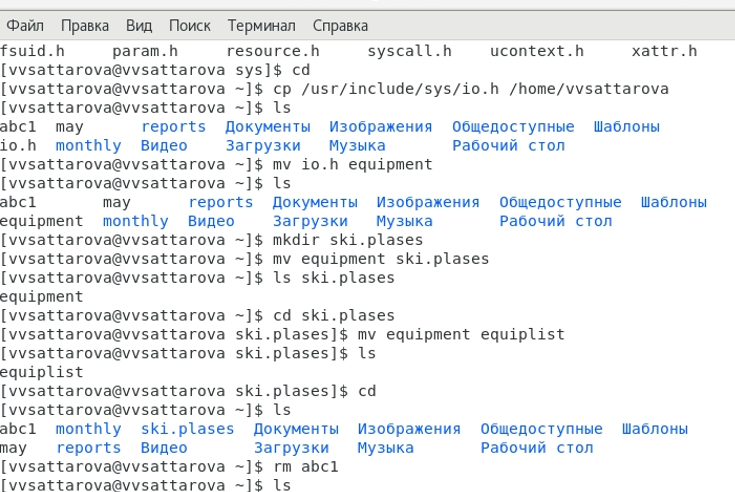 Файл Правка Вид Поиск Терминал Справка
fsuid.h param.h resource.h syscall.h ucontext.h xattr.h
[vvsattarova@vvsattarova sys]$ cd
[vvsattarova@vvsattarova ~]$ cp /usr/include/sys/io.h /home/vvsattarova
[vvsattarova@vvsattarova ~]$ ls
abc1 may reports Документы Изображения Общедоступные Шаблоны
io.h monthly Видео Загрузки Музыка Рабочий стол
[vvsattarova@vvsattarova ~]$ mv io.h equipment
[vvsattarova@vvsattarova ~]$ ls
abc1 may reports Документы Изображения Общедоступные Шаблоны
equipment monthly Видео Загрузки Музыка Рабочий стол
[vvsattarova@vvsattarova ~]$ mkdir ski.plases
[vvsattarova@vvsattarova ~]$ mv equipment ski.plases
[vvsattarova@vvsattarova ~]$ ls ski.plases
equipment
[vvsattarova@vvsattarova ~]$ cd ski.plases
[vvsattarova@vvsattarova ski.plases]$ mv equipment equiplist
[vvsattarova@vvsattarova ski.plases]$ ls
equiplist
[vvsattarova@vvsattarova ski.plases]$ cd
[vvsattarova@vvsattarova ~]$ ls
abc1 monthly ski.plases Документы Изображения Общедоступные Шаблоны
may reports Видео Загрузки Музыка Рабочий стол
[vvsattarova@vvsattarova ~]$ rm abc1
[vvsattarova@vvsattarova ~]$ ls